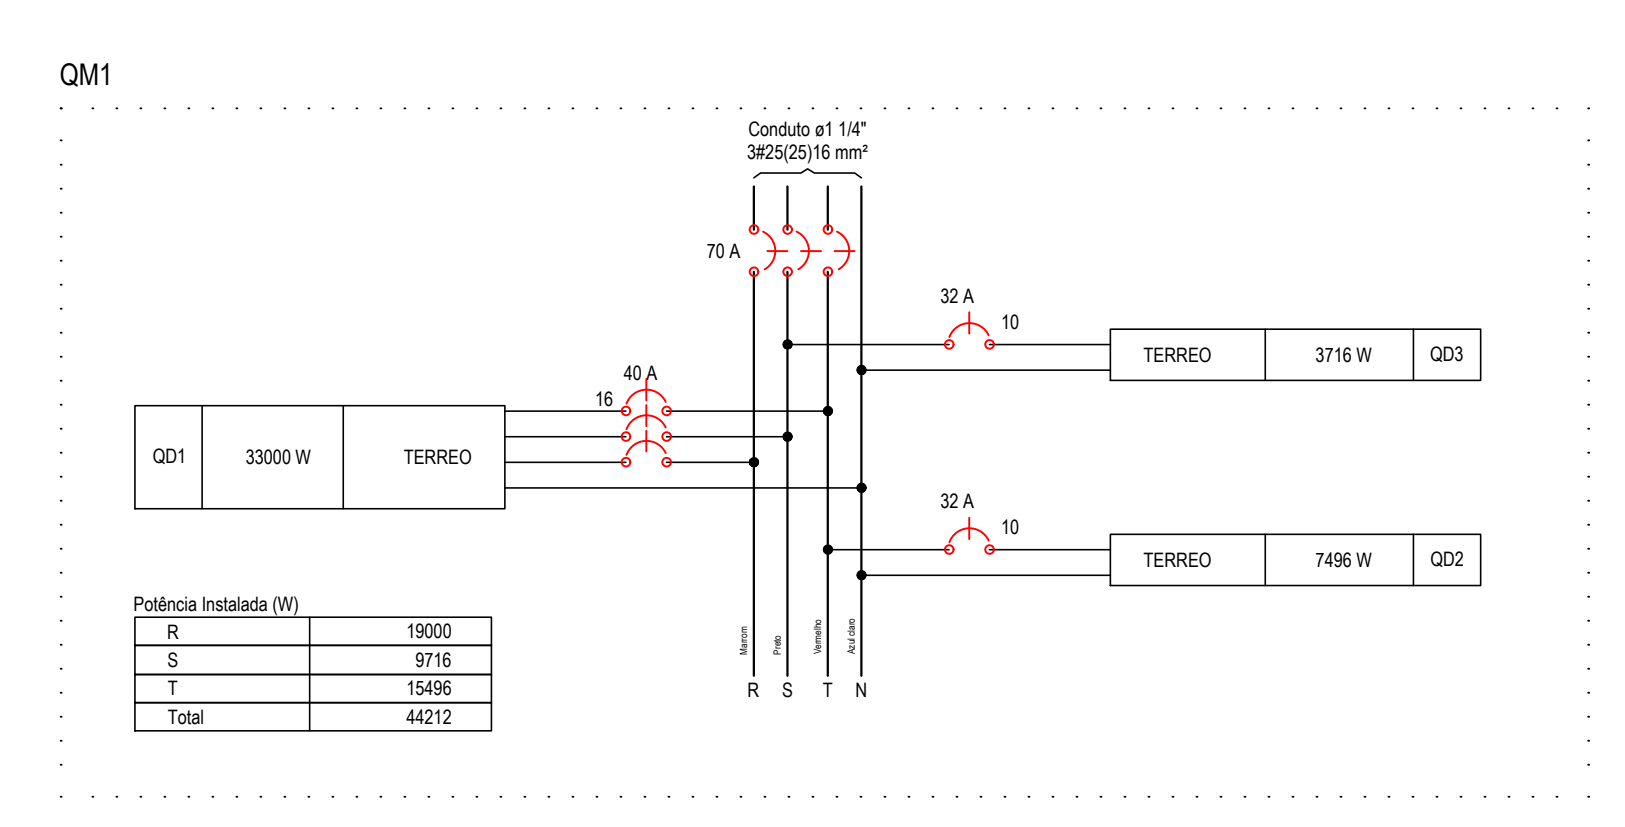 QM1
Conduto ø1 1/4"
3#25(25)16 mm²
70 A
32 A
10
TERREO 3716 W QD3
40 A
16
QD1 33000 W TERREO
32 A
10
TERREO 7496 W QD2
Potência Instalada (W)
R 19000
S 9716
T 15496
Total 44212
Marrom
Preto
Vermelho
Azul claro
R S T N